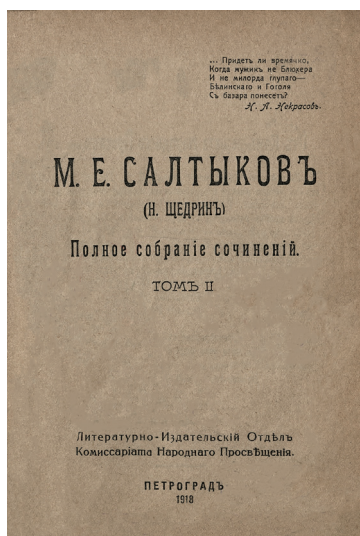 ... Придетъ ли времячко,
Когда мужикъ не Блюхера
И не милорда глупаго—
Бѣлинскаго и Гоголя
Съ базара понесетъ?
Н. А. Некрасовъ.
М. Е. САЛТЫКОВЪ
(Н. ЩЕДРИНЪ)
Полное собраніе сочиненій.
ТОМЪ II
Литературно-Издательскій Отдѣлъ
Комиссаріата Народнаго Просвѣщенія.
ПЕТРОГРАДЪ
1918